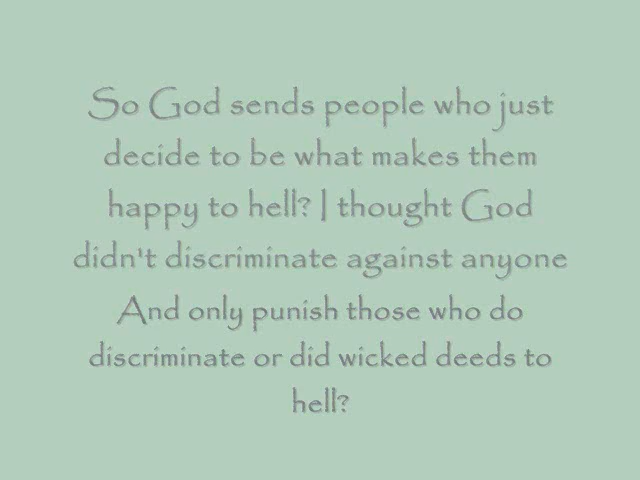 So God sends people who just
decide to be what makes them
happy to hell? I thought God
didn't discriminate against anyone
And only punish those who do
discriminate or did wicked deeds to
hell?